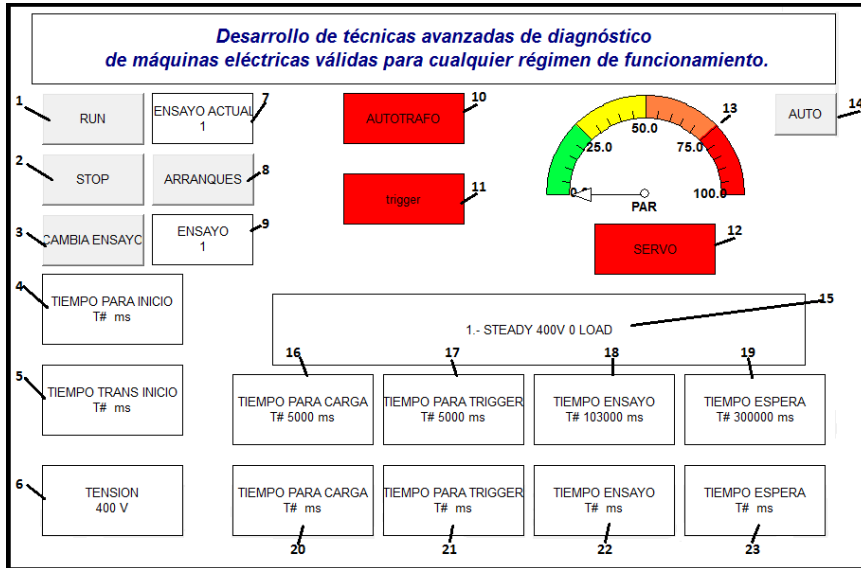 Desarrollo de técnicas avanzadas de diagnóstico
de máquinas eléctricas válidas para cualquier régimen de funcionamiento.
1
RUN
ENSAYO ACTUAL
1
7
10
AUTOTRAFO
13
50.0
25.0
75.0
0.0
100.0
PAR
AUTO
14
2
STOP
ARRANQUES
8
trigger
11
3
CAMBIA ENSAYO
ENSAYO
1
9
SERVO
12
4
TIEMPO PARA INICIO
T# ms
15
1.- STEADY 400V 0 LOAD
5
TIEMPO TRANS INICIO
T# ms
16
17
18
19
TIEMPO PARA CARGA
T# 5000 ms
TIEMPO PARA TRIGGER
T# 5000 ms
TIEMPO ENSAYO
T# 103000 ms
TIEMPO ESPERA
T# 300000 ms
6
TENSION
400 V
TIEMPO PARA CARGA
T# ms
TIEMPO PARA TRIGGER
T# ms
TIEMPO ENSAYO
T# ms
TIEMPO ESPERA
T# ms
20
21
22
23